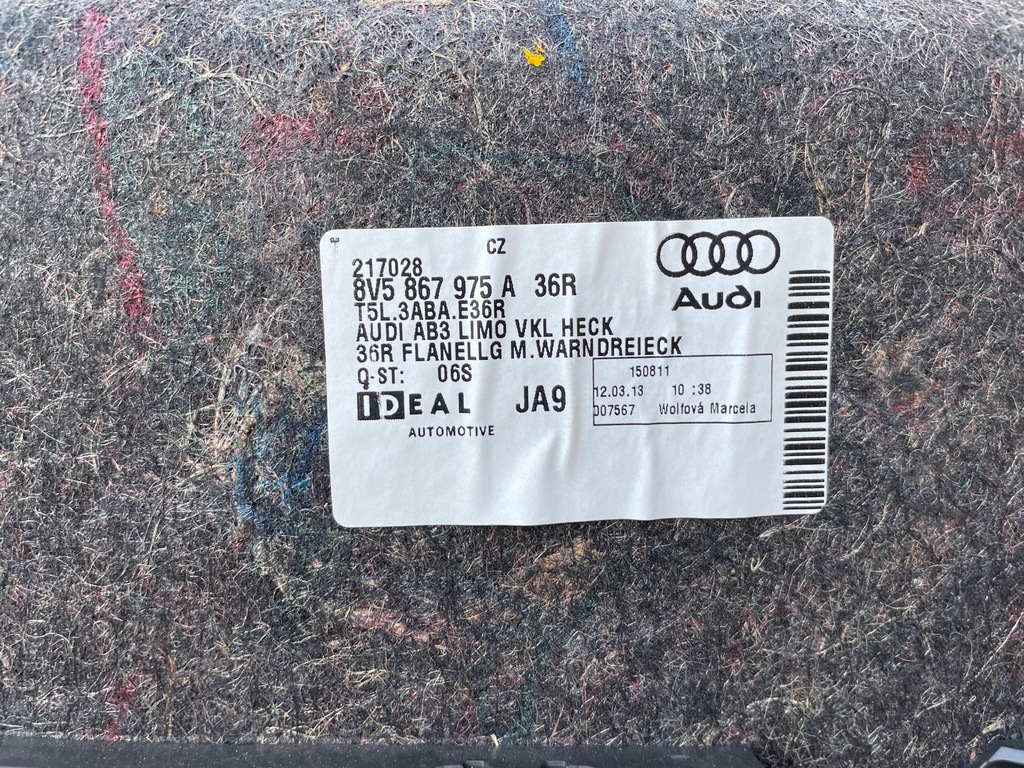 CZ
217028
8V5 867 975 A 36R
T5L.3ABA.E36R
AUDI AB3 LIMO VKL HECK
36R FLANELLG M.WARNDREIECK
Q-ST: 06S
IDEAL
AUTOMOTIVE
JA9
150811
12.03.13 10:38
007567 Wolfová Marcela
Audi